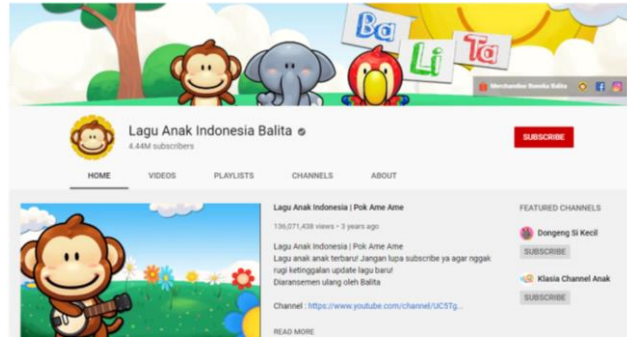 Ba
Li
Ta
Merchandise Boneka Balita
Lagu Anak Indonesia Balita
4.44M subscribers
SUBSCRIBE
HOME VIDEOS PLAYLISTS CHANNELS ABOUT
Lagu Anak Indonesia | Pok Ame Ame
136,071,438 views • 3 years ago
Lagu Anak Indonesia | Pok Ame Ame
Lagu anak anak terbaru! Jangan lupa subscribe ya agar nggak
rugi ketinggalan update lagu baru!
Diaransemen ulang oleh Balita
Channel : https://www.youtube.com/channel/UC5Tg...
READ MORE
FEATURED CHANNELS
Dongeng Si Kecil
SUBSCRIBE
Klasia Channel Anak
SUBSCRIBE